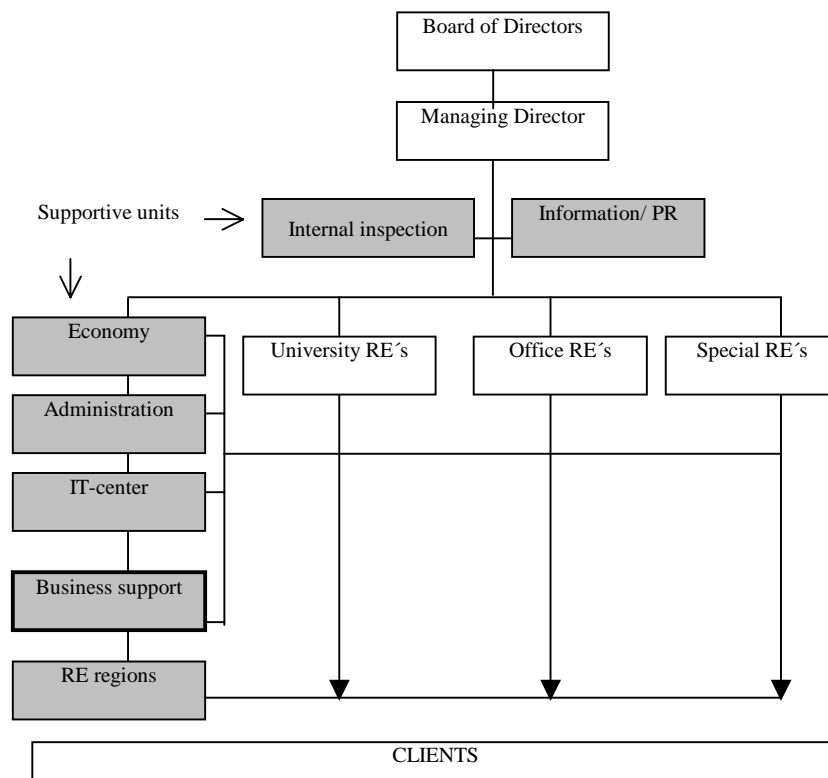 Board of Directors
Managing Director
Supportive units
Internal inspection
Information/ PR
Economy
University RE´s
Office RE´s
Special RE´s
Administration
IT-center
Business support
RE regions
CLIENTS